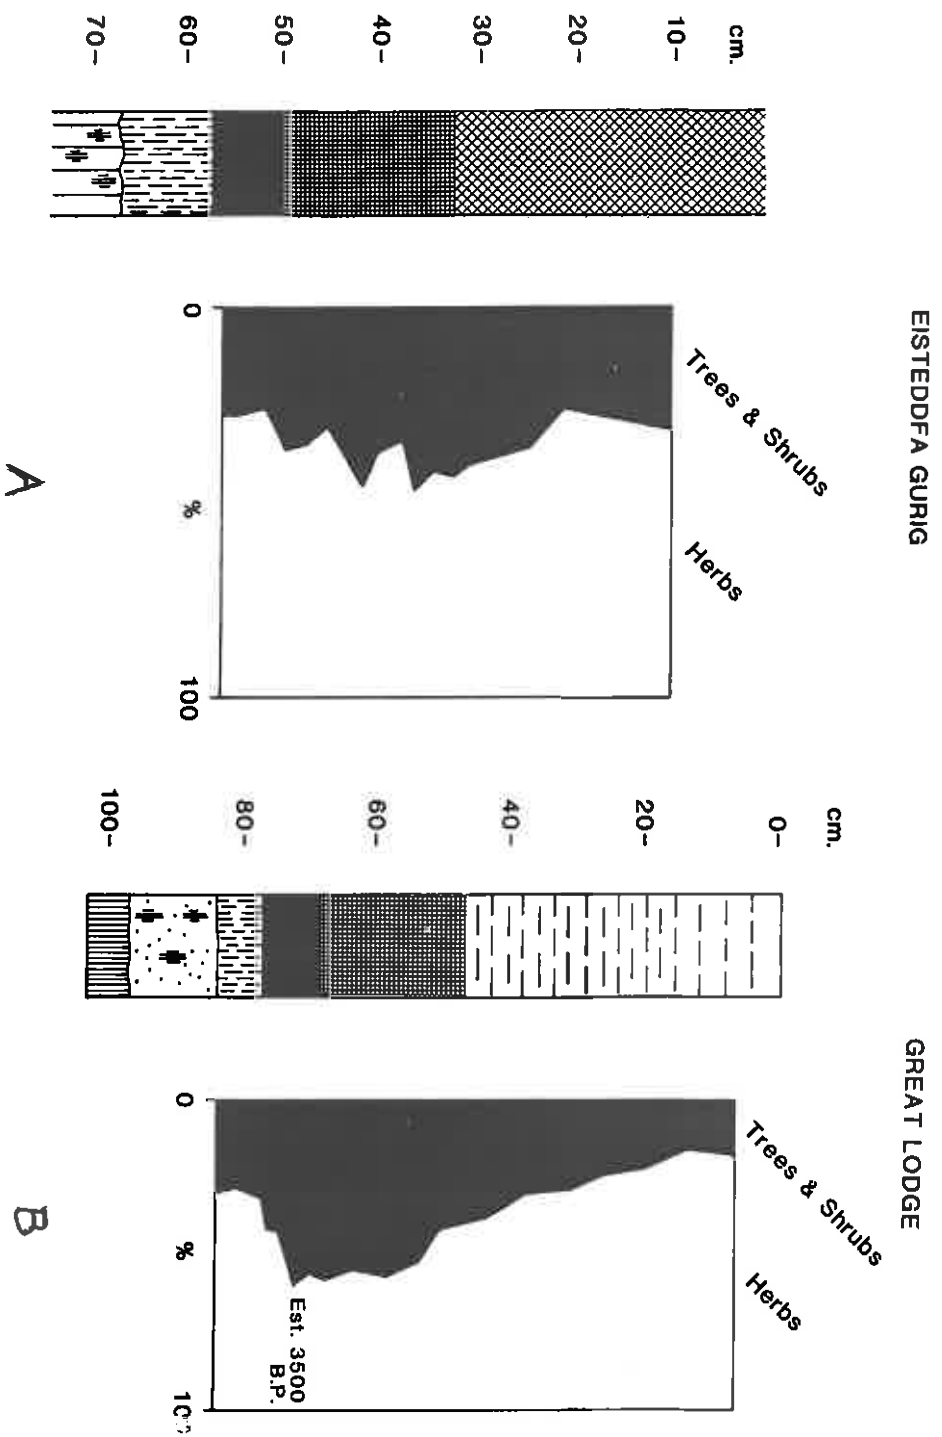 EISTEDDFA GURIG
cm.
10-
20-
30-
40-
50-
60-
70-
Trees & Shrubs
Herbs
0
%
100
A
GREAT LODGE
cm.
0-
20-
40-
60-
80-
100-
Trees & Shrubs
Herbs
Est. 3500
B.P.
0
%
100
B